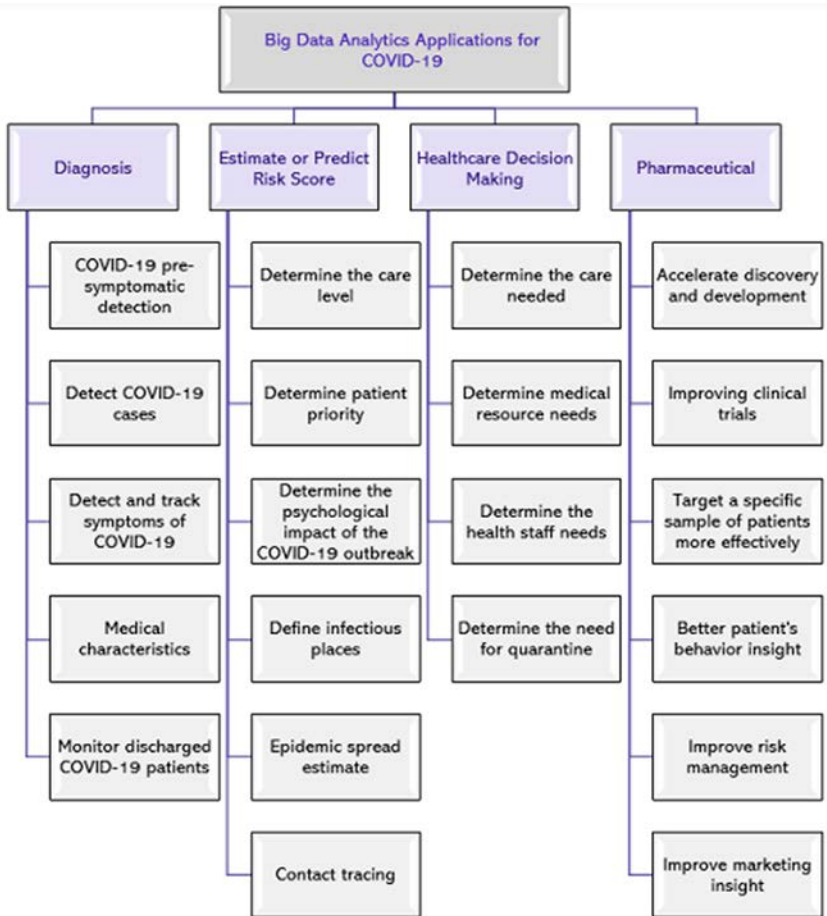 Big Data Analytics Applications for
COVID-19
Diagnosis
Estimate or Predict
Risk Score
Healthcare Decision
Making
Pharmaceutical
COVID-19 pre-
symptomatic
detection
Detect COVID-19
cases
Detect and track
symptoms of
COVID-19
Medical
characteristics
Monitor discharged
COVID-19 patients
Determine the care
level
Determine patient
priority
Determine the
psychological
impact of the
COVID-19 outbreak
Define infectious
places
Epidemic spread
estimate
Contact tracing
Determine the care
needed
Determine medical
resource needs
Determine the
health staff needs
Determine the need
for quarantine
Accelerate discovery
and development
Improving clinical
trials
Target a specific
sample of patients
more effectively
Better patient's
behavior insight
Improve risk
management
Improve marketing
insight